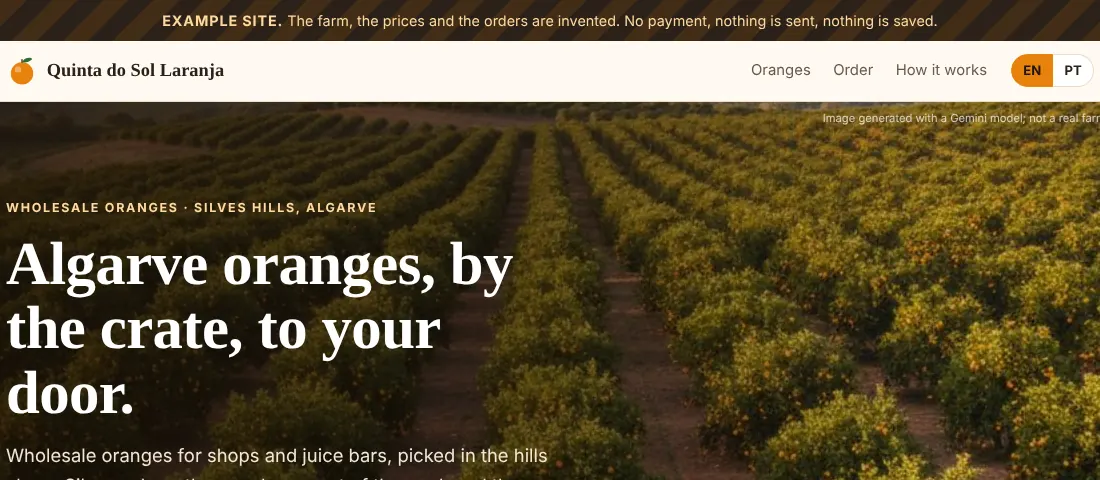 EXAMPLE SITE. The farm, the prices and the orders are invented. No payment, nothing is sent, nothing is saved.
Quinta do Sol Laranja
Oranges
Order
How it works
EN
PT
Image generated with a Gemini model; not a real farm
WHOLESALE ORANGES · SILVES HILLS, ALGARVE
Algarve oranges, by
the crate, to your
door.
Wholesale oranges for shops and juice bars, picked in the hills